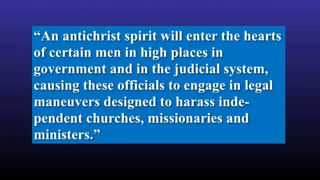 “An antichrist spirit will enter the hearts
of certain men in high places in
government and in the judicial system,
causing these officials to engage in legal
maneuvers designed to harass inde-
pendent churches, missionaries and
ministers.”